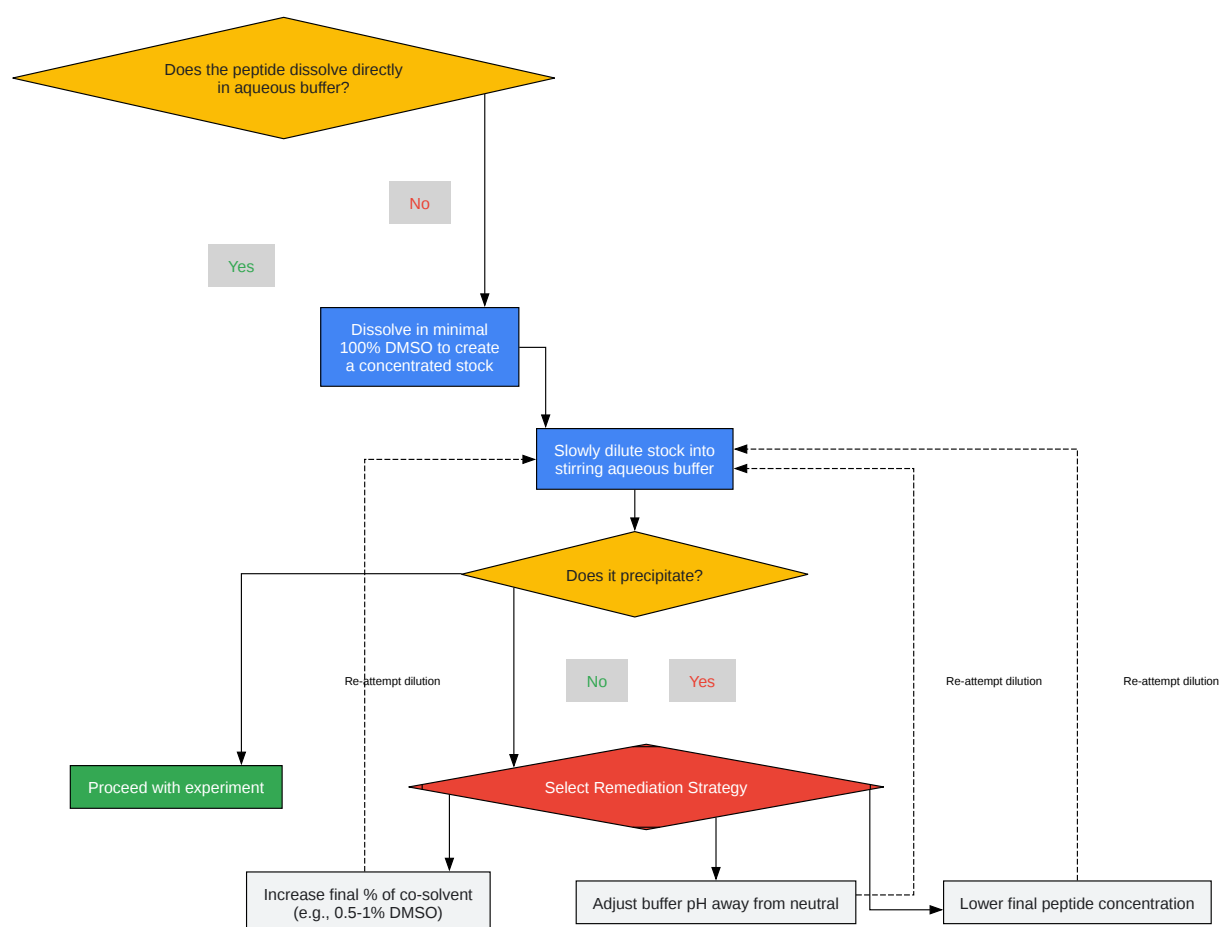 Does the peptide dissolve directly
in aqueous buffer?
No
Yes
Dissolve in minimal
100% DMSO to create
a concentrated stock
Slowly dilute stock into
stirring aqueous buffer
Does it precipitate?
Re-attempt dilution
No
Yes
Re-attempt dilution
Re-attempt dilution
Proceed with experiment
Select Remediation Strategy
Increase final % of co-solvent
(e.g., 0.5-1% DMSO)
Adjust buffer pH away from neutral
Lower final peptide concentration